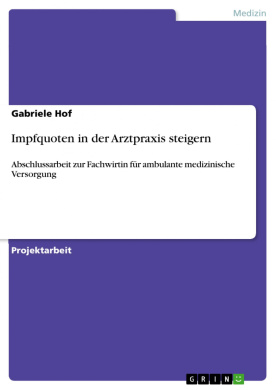 Medizin
Gabriele Hof
Impfquoten in der Arztpraxis steigern
Abschlussarbeit zur Fachwirtin für ambulante medizinische
Versorgung
Projektarbeit
GRIN